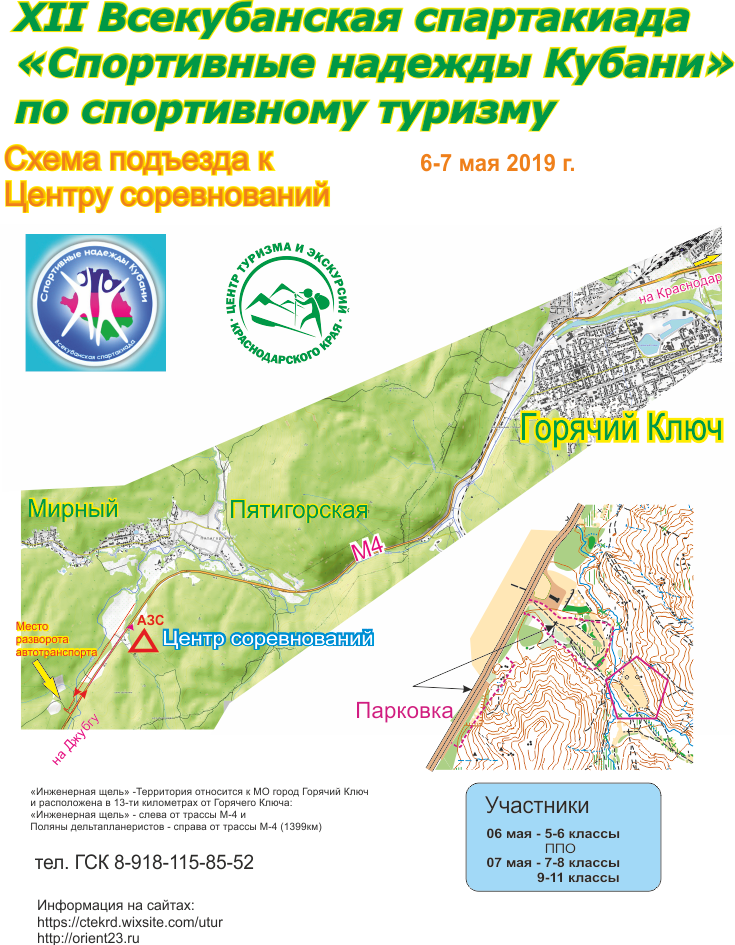 XII Всекубанская спартакиада
«Спортивные надежды Кубани»
по спортивному туризму
Схема подъезда к
Центру соревнований
6-7 мая 2019 г.
Спортивные надежды Кубани
Всекубанская спартакиада
ЦЕНТР ТУРИЗМА И ЭКСКУРСИЙ
КРАСНОДАРСКОГО КРАЯ
на Краснодар
Горячий Ключ
Мирный
Пятигорская
М4
АЗС
Центр соревнований
Место
разворота
автотранспорта
на Джубгу
Парковка
«Инженерная щель» -Территория относится к МО город Горячий Ключ
и расположена в 13-ти километрах от Горячего Ключа:
«Инженерная щель» - слева от трассы М-4 и
Поляны дельтапланеристов - справа от трассы М-4 (1399км)
тел. ГСК 8-918-115-85-52
Участники
06 мая - 5-6 классы
ППО
07 мая - 7-8 классы
9-11 классы
Информация на сайтах:
https://ctekrd.wixsite.com/utur
http://orient23.ru